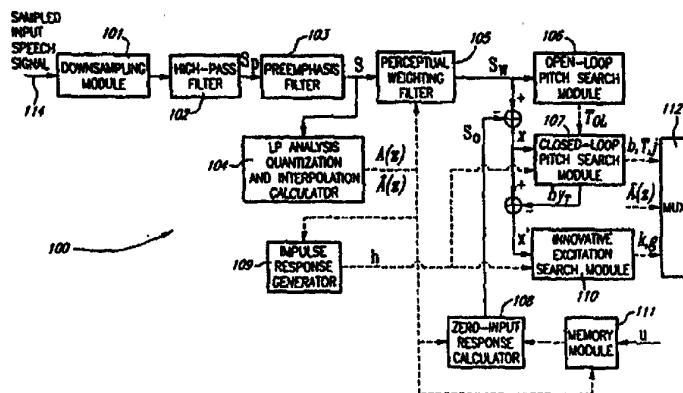 SAMPLED
INPUT
SPEECH
SIGNAL
114
101
DOWNSAMPLING
MODULE
102
HIGH-PASS
FILTER
Sp
103
PREEMPHASIS
FILTER
S
105
PERCEPTUAL
WEIGHTING
FILTER
Sw
106
OPEN-LOOP
PITCH SEARCH
MODULE
TOL
+
-
So
x
107
CLOSED-LOOP
PITCH SEARCH
MODULE
b,T,j
112
MUX
Â(z)
104
LP ANALYSIS
QUANTIZATION
AND INTERPOLATION
CALCULATOR
A(z)
Â(z)
+
-
byT
x'
INNOVATIVE
EXCITATION
SEARCH MODULE
110
k,g
100
109
IMPULSE
RESPONSE
GENERATOR
h
108
ZERO-INPUT
RESPONSE
CALCULATOR
111
MEMORY
MODULE
u